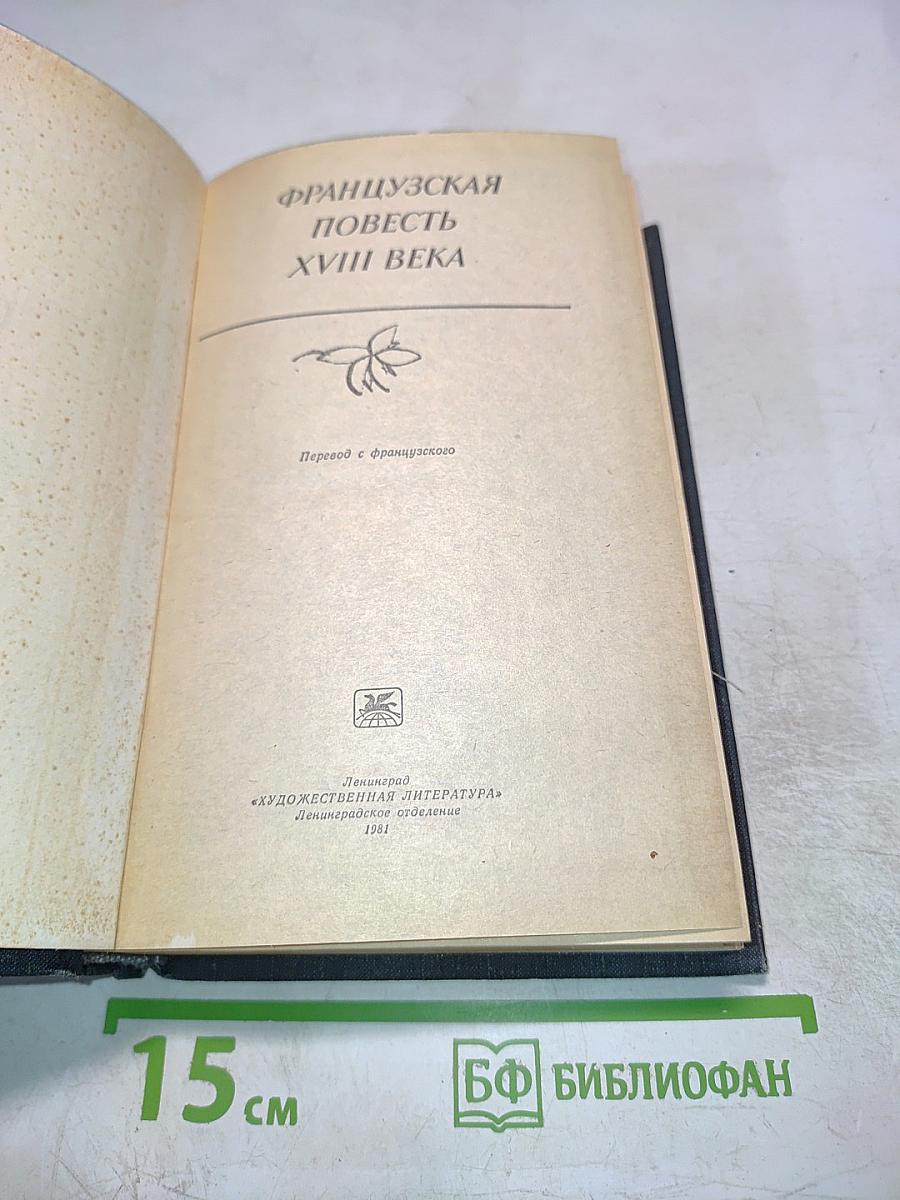 ФРАНЦУЗСКАЯ
ПОВЕСТЬ
XVIII ВЕКА
Перевод с французского
Ленинград
«ХУДОЖЕСТВЕННАЯ ЛИТЕРАТУРА»
Ленинградское отделение
1981
15 см
БФ БИБЛИОФАН